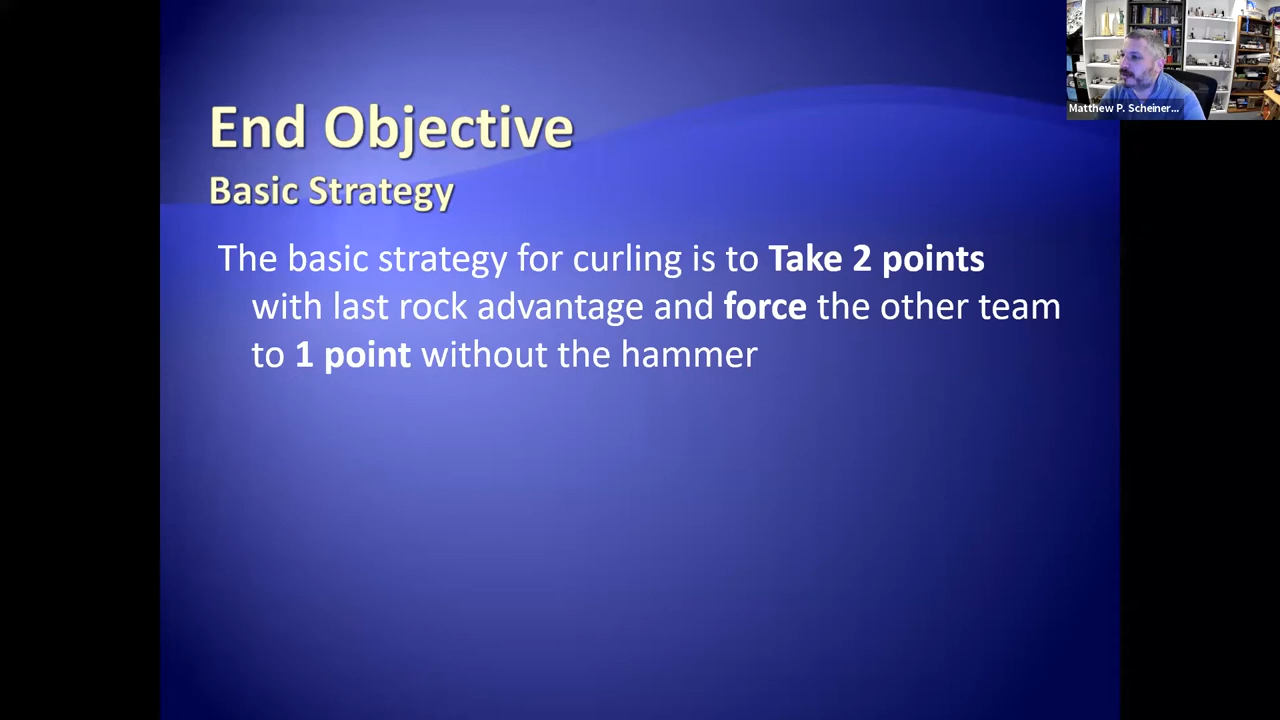 Matthew P. Scheiner...
End Objective
Basic Strategy
The basic strategy for curling is to Take 2 points
with last rock advantage and force the other team
to 1 point without the hammer